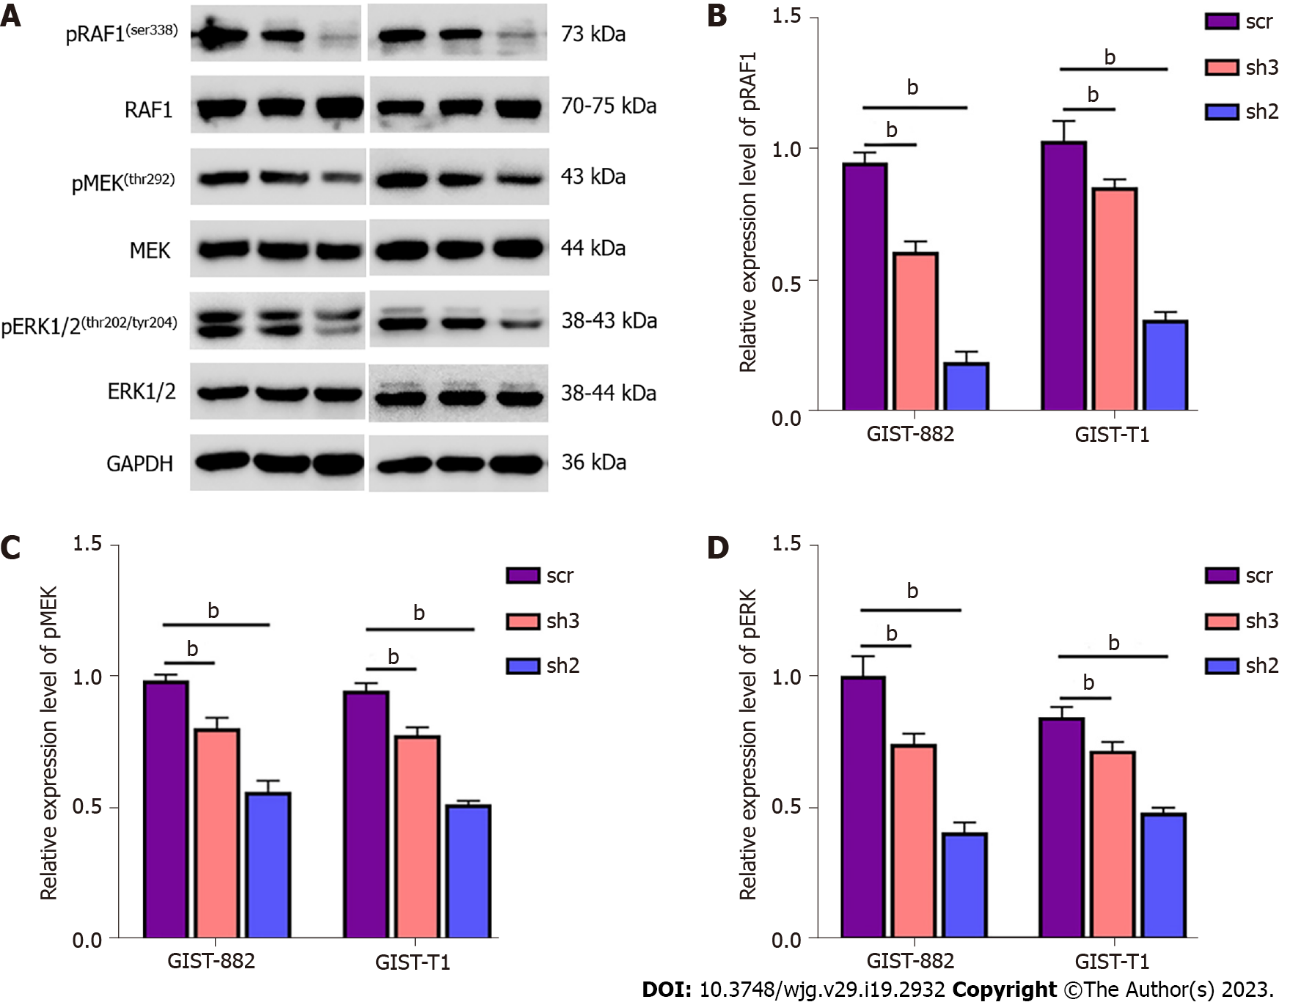 A
pRAF1(ser338)
73 kDa
RAF1
70-75 kDa
pMEK(thr292)
43 kDa
MEK
44 kDa
pERK1/2(thr202/tyr204)
38-43 kDa
ERK1/2
38-44 kDa
GAPDH
36 kDa
B
Relative expression level of pRAF1
1.5
1.0
0.5
0.0
b
b
b
b
GIST-882
GIST-T1
scr
sh3
sh2
C
Relative expression level of pMEK
1.5
1.0
0.5
0.0
b
b
b
b
GIST-882
GIST-T1
scr
sh3
sh2
D
Relative expression level of pERK
1.5
1.0
0.5
0.0
b
b
b
b
GIST-882
GIST-T1
scr
sh3
sh2
DOI: 10.3748/wjg.v29.i19.2932 Copyright ©The Author(s) 2023.